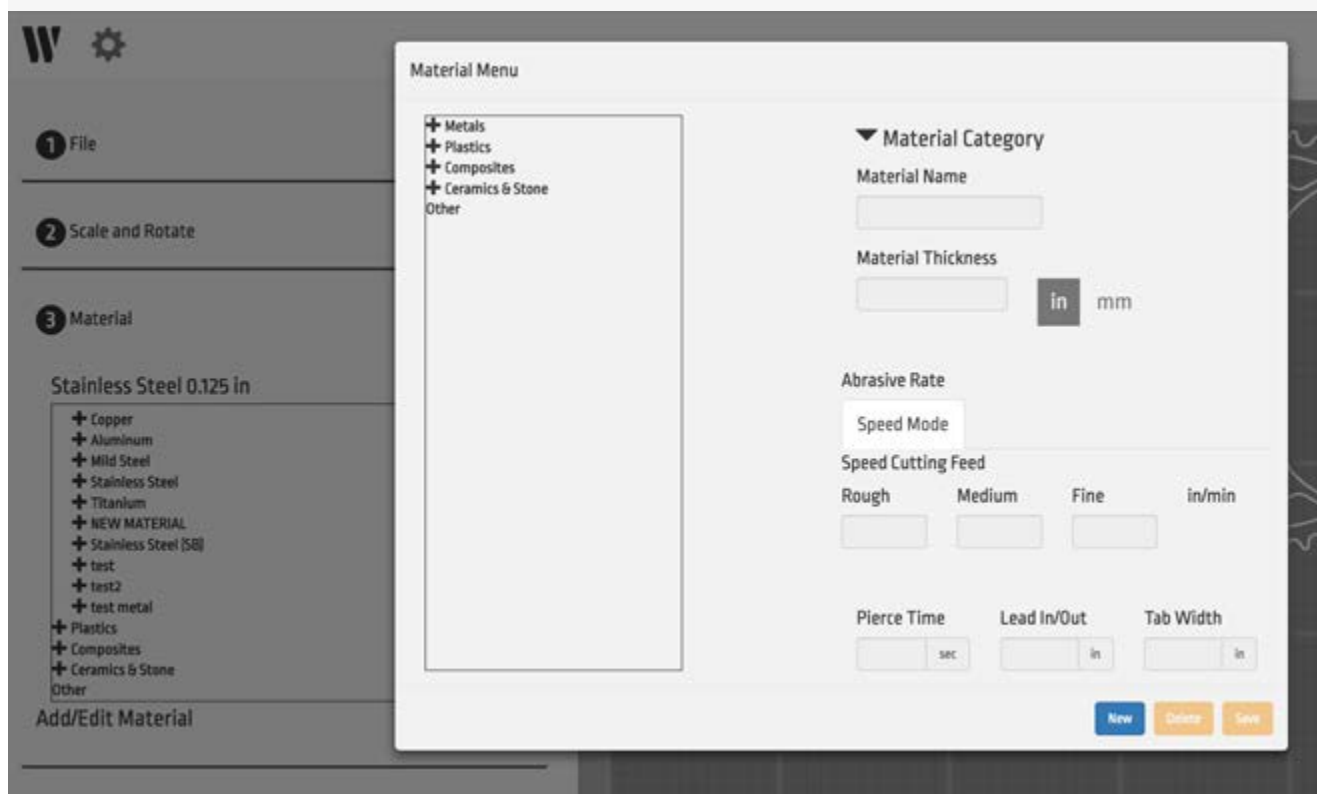 W
1 File
2 Scale and Rotate
3 Material
Stainless Steel 0.125 in
Copper
Aluminum
Mild Steel
Stainless Steel
Titanium
NEW MATERIAL
Stainless Steel (SB)
test
test2
test metal
Plastics
Composites
Ceramics & Stone
Other
Add/Edit Material
Material Menu
Metals
Plastics
Composites
Ceramics & Stone
Other
Material Category
Material Name
Material Thickness
in mm
Abrasive Rate
Speed Mode
Speed Cutting Feed
Rough Medium Fine in/min
Pierce Time Lead In/Out Tab Width
sec in in
New Delete Save